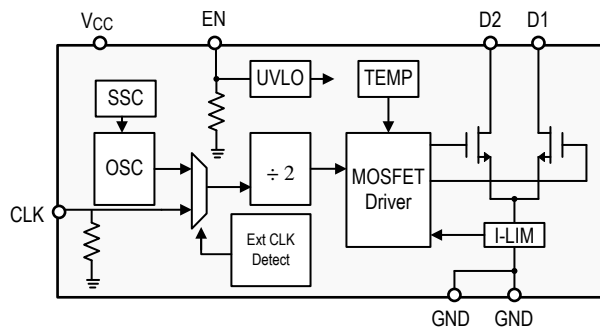 VCC
EN
D2
D1
SSC
UVLO
TEMP
OSC
÷ 2
MOSFET
Driver
CLK
Ext CLK
Detect
I-LIM
GND
GND